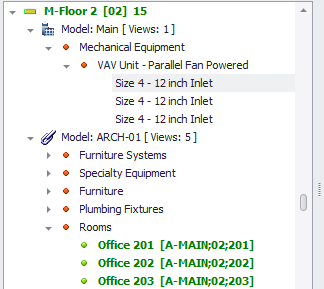 M-Floor 2 [02] 15
Model: Main [ Views: 1 ]
Mechanical Equipment
VAV Unit - Parallel Fan Powered
Size 4 - 12 inch Inlet
Size 4 - 12 inch Inlet
Size 4 - 12 inch Inlet
Model: ARCH-01 [ Views: 5 ]
Furniture Systems
Specialty Equipment
Furniture
Plumbing Fixtures
Rooms
Office 201 [A-MAIN;02;201]
Office 202 [A-MAIN;02;202]
Office 203 [A-MAIN;02;203]